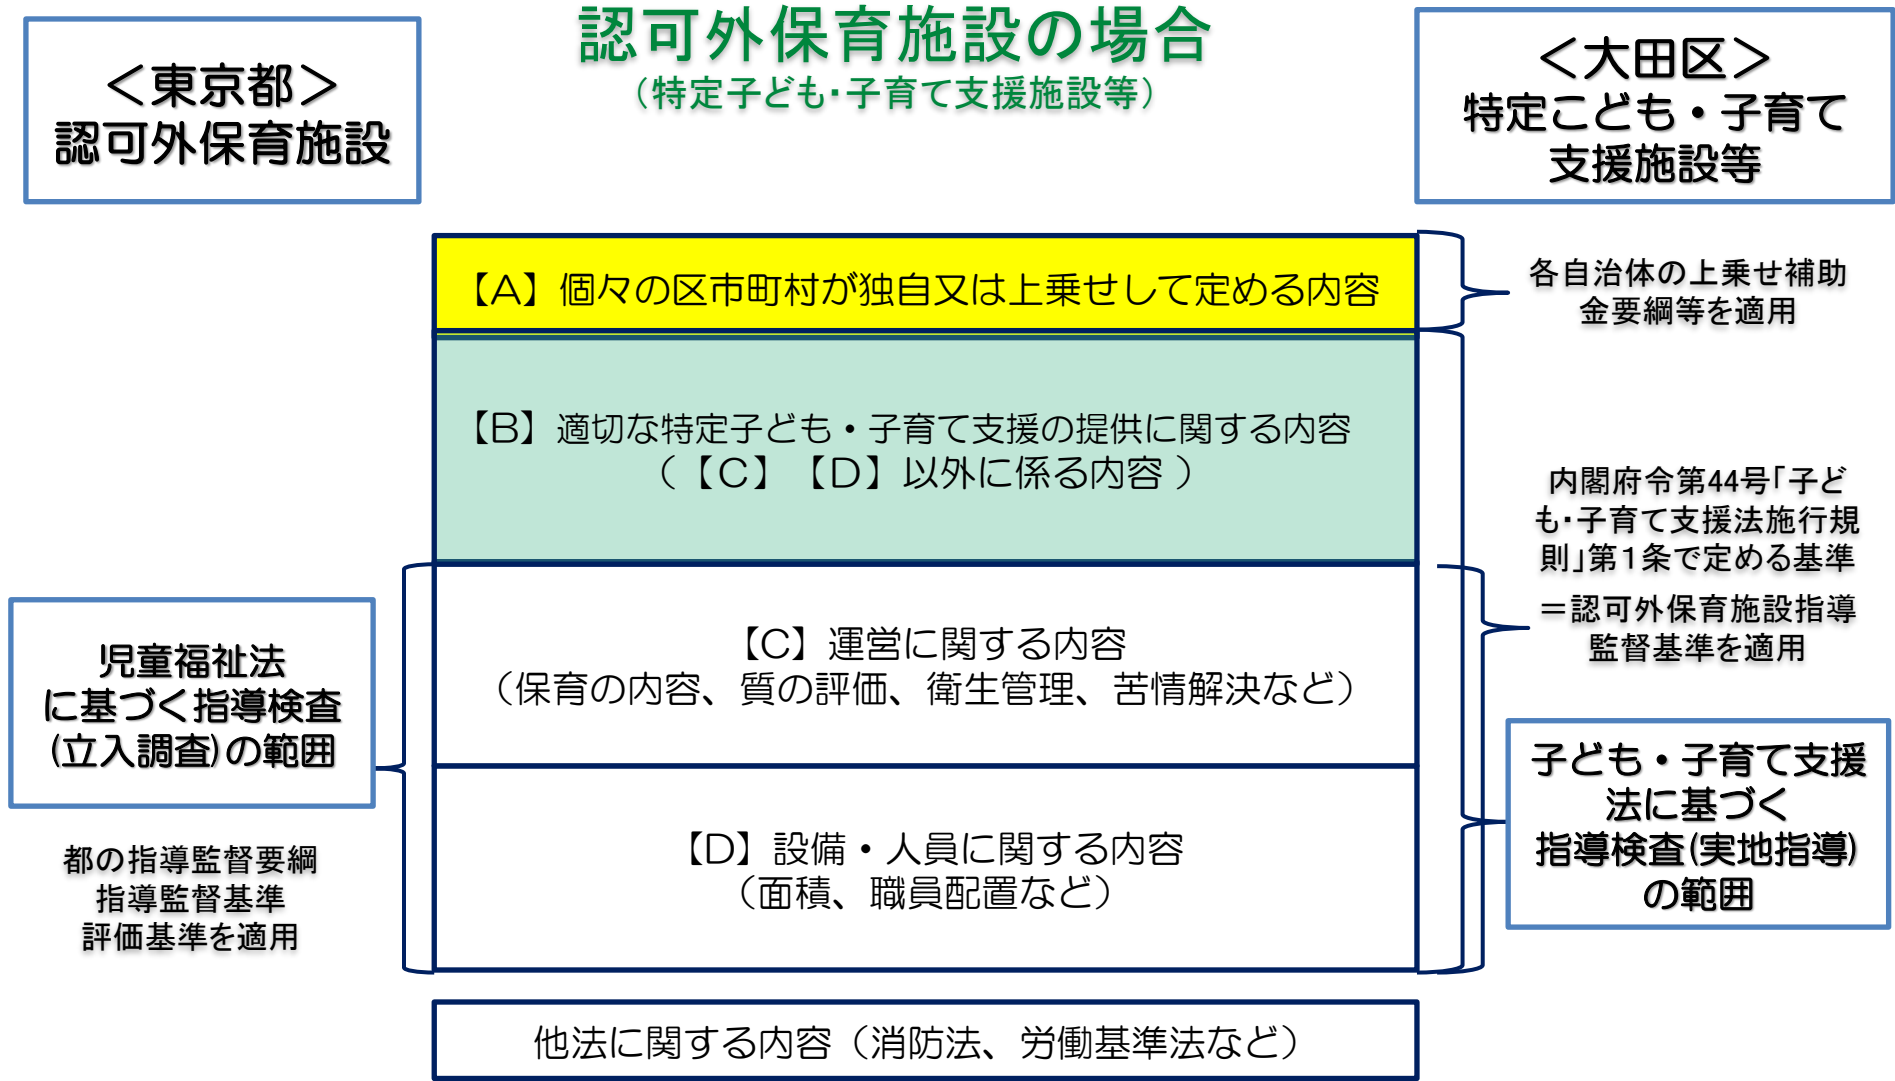 認可外保育施設の場合
（特定子ども・子育て支援施設等）
＜東京都＞
認可外保育施設
＜大田区＞
特定こども・子育て
支援施設等
【A】個々の区市町村が独自又は上乗せして定める内容
各自治体の上乗せ補助
金要綱等を適用
【B】適切な特定子ども・子育て支援の提供に関する内容
（【C】【D】以外に係る内容）
内閣府令第44号「子ど
も・子育て支援法施行規
則」第１条で定める基準
＝認可外保育施設指導
監督基準を適用
【C】運営に関する内容
（保育の内容、質の評価、衛生管理、苦情解決など）
児童福祉法
に基づく指導検査
(立入調査)の範囲
都の指導監督要綱
指導監督基準
評価基準を適用
【D】設備・人員に関する内容
（面積、職員配置など）
子ども・子育て支援
法に基づく
指導検査(実地指導)
の範囲
他法に関する内容（消防法、労働基準法など）